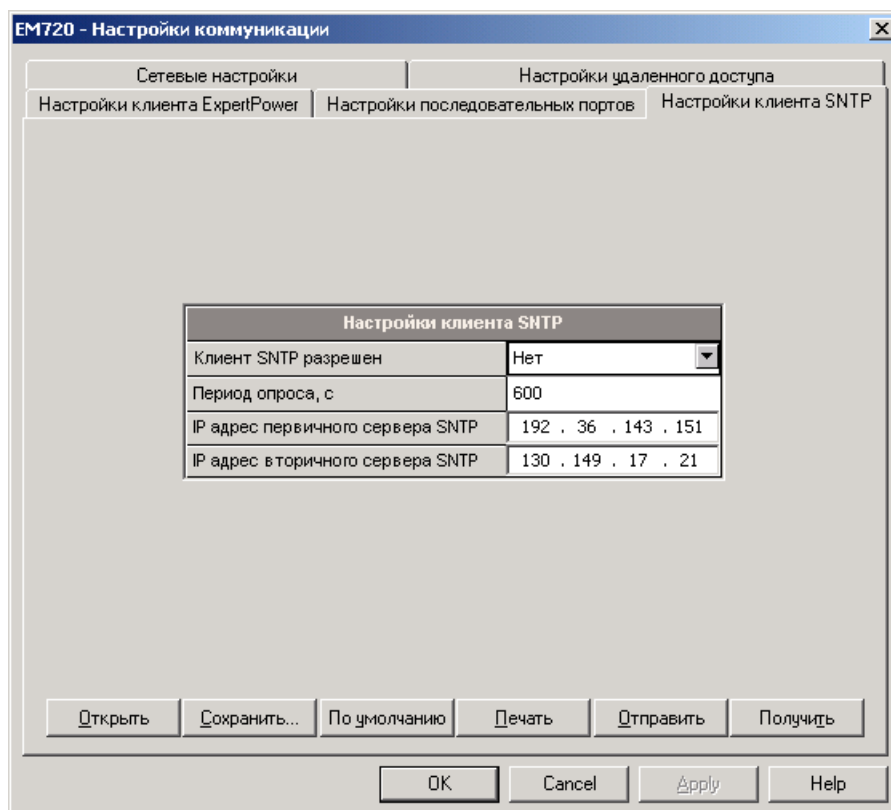 EM720 - Настройки коммуникации
Сетевые настройки
Настройки удаленного доступа
Настройки клиента ExpertPower
Настройки последовательных портов
Настройки клиента SNTP
Настройки клиента SNTP
Клиент SNTP разрешен Нет
Период опроса, с 600
IP адрес первичного сервера SNTP 192 . 36 . 143 . 151
IP адрес вторичного сервера SNTP 130 . 149 . 17 . 21
Открыть Сохранить... По умолчанию Печать Отправить Получить
OK Cancel Apply Help